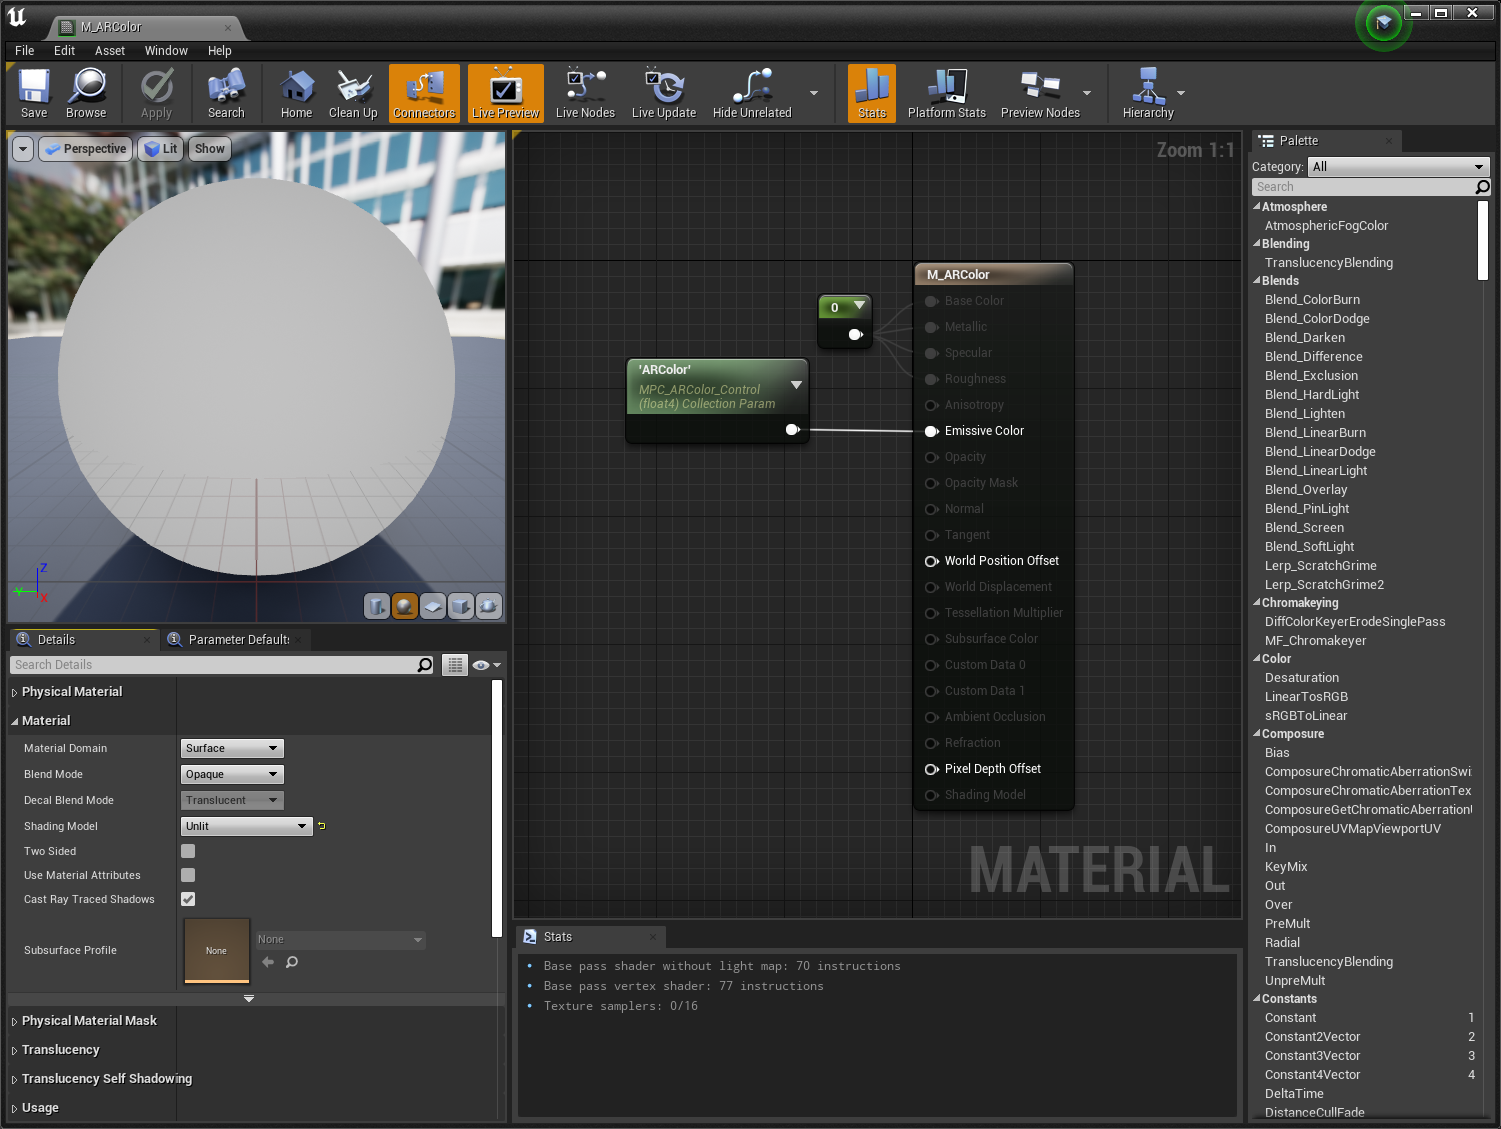 M_ARColor
File Edit Asset Window Help
Save Browse Apply Search Home Clean Up Connectors Live Preview Live Nodes Live Update Hide Unrelated Stats Platform Stats Preview Nodes Hierarchy
Perspective Lit Show
Z
Y
X
Details
Parameter Defaults
Search Details
Physical Material
Material
Material Domain Surface
Blend Mode Opaque
Decal Blend Mode Translucent
Shading Model Unlit
Two Sided
Use Material Attributes
Cast Ray Traced Shadows
Subsurface Profile None None
Physical Material Mask
Translucency
Translucency Self Shadowing
Usage
Zoom 1:1
0
'ARColor'
MPC_ARColor_Control
(float4) Collection Param
M_ARColor
Base Color
Metallic
Specular
Roughness
Anisotropy
Emissive Color
Opacity
Opacity Mask
Normal
Tangent
World Position Offset
World Displacement
Tessellation Multiplier
Subsurface Color
Custom Data 0
Custom Data 1
Ambient Occlusion
Refraction
Pixel Depth Offset
Shading Model
MATERIAL
Stats
Base pass shader without light map: 70 instructions
Base pass vertex shader: 77 instructions
Texture samplers: 0/16
Palette
Category: All
Search
Atmosphere
AtmosphericFogColor
Blending
TranslucencyBlending
Blends
Blend_ColorBurn
Blend_ColorDodge
Blend_Darken
Blend_Difference
Blend_Exclusion
Blend_HardLight
Blend_Lighten
Blend_LinearBurn
Blend_LinearDodge
Blend_LinearLight
Blend_Overlay
Blend_PinLight
Blend_Screen
Blend_SoftLight
Lerp_ScratchGrime
Lerp_ScratchGrime2
Chromakeying
DiffColorKeyerErodeSinglePass
MF_Chromakeyer
Color
Desaturation
LinearTosRGB
sRGBToLinear
Composure
Bias
ComposureChromaticAberrationSwi
ComposureChromaticAberrationTex
ComposureGetChromaticAberration
ComposureUVMapViewportUV
In
KeyMix
Out
Over
PreMult
Radial
TranslucencyBlending
UnpreMult
Constants
Constant 1
Constant2Vector 2
Constant3Vector 3
Constant4Vector 4
DeltaTime
DistanceCullFade